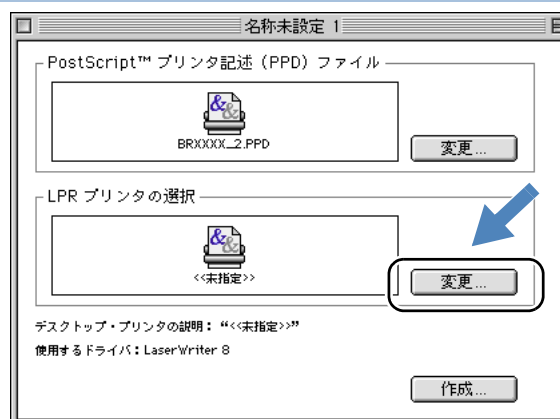 名称未設定 1
PostScript™ プリンタ記述（PPD）ファイル
BRXXXX_2.PPD
変更...
LPR プリンタの選択
<<未指定>>
変更...
デスクトップ・プリンタの説明： “<<未指定>>”
使用するドライバ：LaserWriter 8
作成...